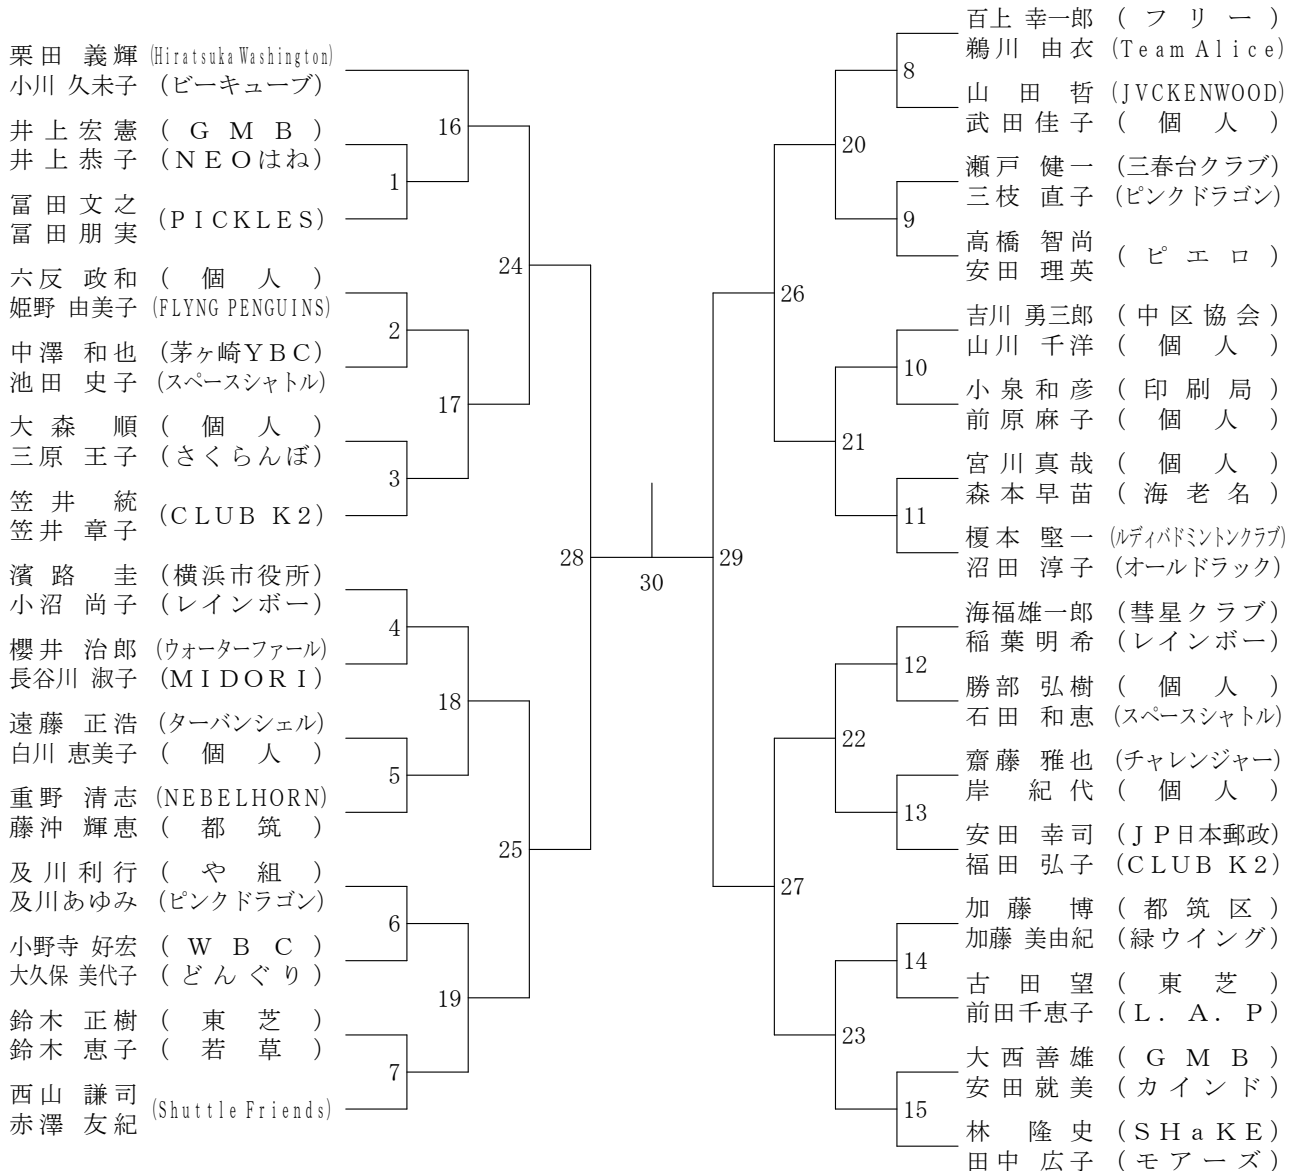 栗田 義輝 (Hiratsuka Washington)
小川 久未子 (ビーキューブ)
井上宏憲 (GMB)
井上恭子 (NEOはね)
冨田文之
冨田朋実 (PICKLES)
六反 政和 (個人)
姫野 由美子 (FLYNG PENGUINS)
中澤 和也 (茅ヶ崎YBC)
池田 史子 (スペースシャトル)
大森 順 (個人)
三原 王子 (さくらんぼ)
笠井 統
笠井 章子 (CLUB K2)
濱路 圭 (横浜市役所)
小沼 尚子 (レインボー)
櫻井 治郎 (ウォーターファール)
長谷川 淑子 (MIDORI)
遠藤 正浩 (ターバンシェル)
白川 恵美子 (個人)
重野 清志 (NEBELHORN)
藤沖 輝恵 (都筑)
及川利行 (や組)
及川あゆみ (ピンクドラゴン)
小野寺 好宏 (WBC)
大久保 美代子 (どんぐり)
鈴木 正樹 (東芝)
鈴木 恵子 (若草)
西山 謙司
赤澤 友紀 (Shuttle Friends)
1
2
3
4
5
6
7
16
17
18
19
24
25
28
30
29
26
27
20
21
22
23
8
9
10
11
12
13
14
15
百上 幸一郎 (フリー)
鵜川 由衣 (Team Alice)
山田 哲 (JVCKENWOOD)
武田佳子 (個人)
瀬戸 健一 (三春台クラブ)
三枝 直子 (ピンクドラゴン)
高橋 智尚
安田 理英 (ピエロ)
吉川 勇三郎 (中区協会)
山川 千洋 (個人)
小泉和彦 (印刷局)
前原麻子 (個人)
宮川真哉 (個人)
森本早苗 (海老名)
榎本 堅一 (ルディバドミントンクラブ)
沼田 淳子 (オールドラック)
海福雄一郎 (彗星クラブ)
稲葉明希 (レインボー)
勝部 弘樹 (個人)
石田 和恵 (スペースシャトル)
齋藤 雅也 (チャレンジャー)
岸 紀代 (個人)
安田 幸司 (JP日本郵政)
福田 弘子 (CLUB K2)
加藤 博 (都筑区)
加藤 美由紀 (緑ウイング)
古田 望 (東芝)
前田千恵子 (L.A.P)
大西善雄 (GMB)
安田就美 (カインド)
林 隆史 (SHaKE)
田中 広子 (モアーズ)